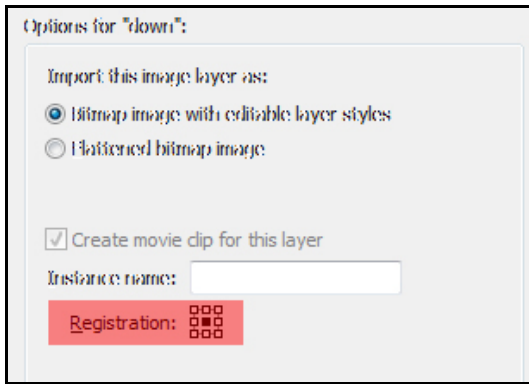 Options for "down":
Import this image layer as:
Bitmap image with editable layer styles
Flattened bitmap image
Create movie clip for this layer
Instance name:
Registration: